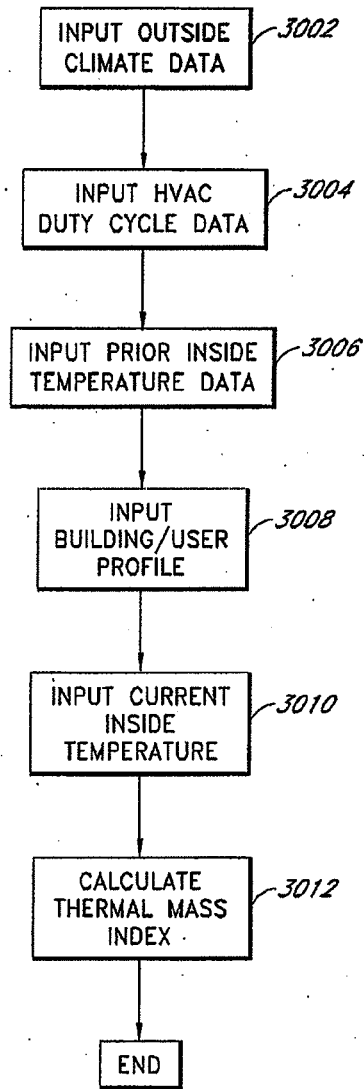 INPUT OUTSIDE
CLIMATE DATA
3002
INPUT HVAC
DUTY CYCLE DATA
3004
INPUT PRIOR INSIDE
TEMPERATURE DATA
3006
INPUT
BUILDING/USER
PROFILE
3008
INPUT CURRENT
INSIDE
TEMPERATURE
3010
CALCULATE
THERMAL MASS
INDEX
3012
END